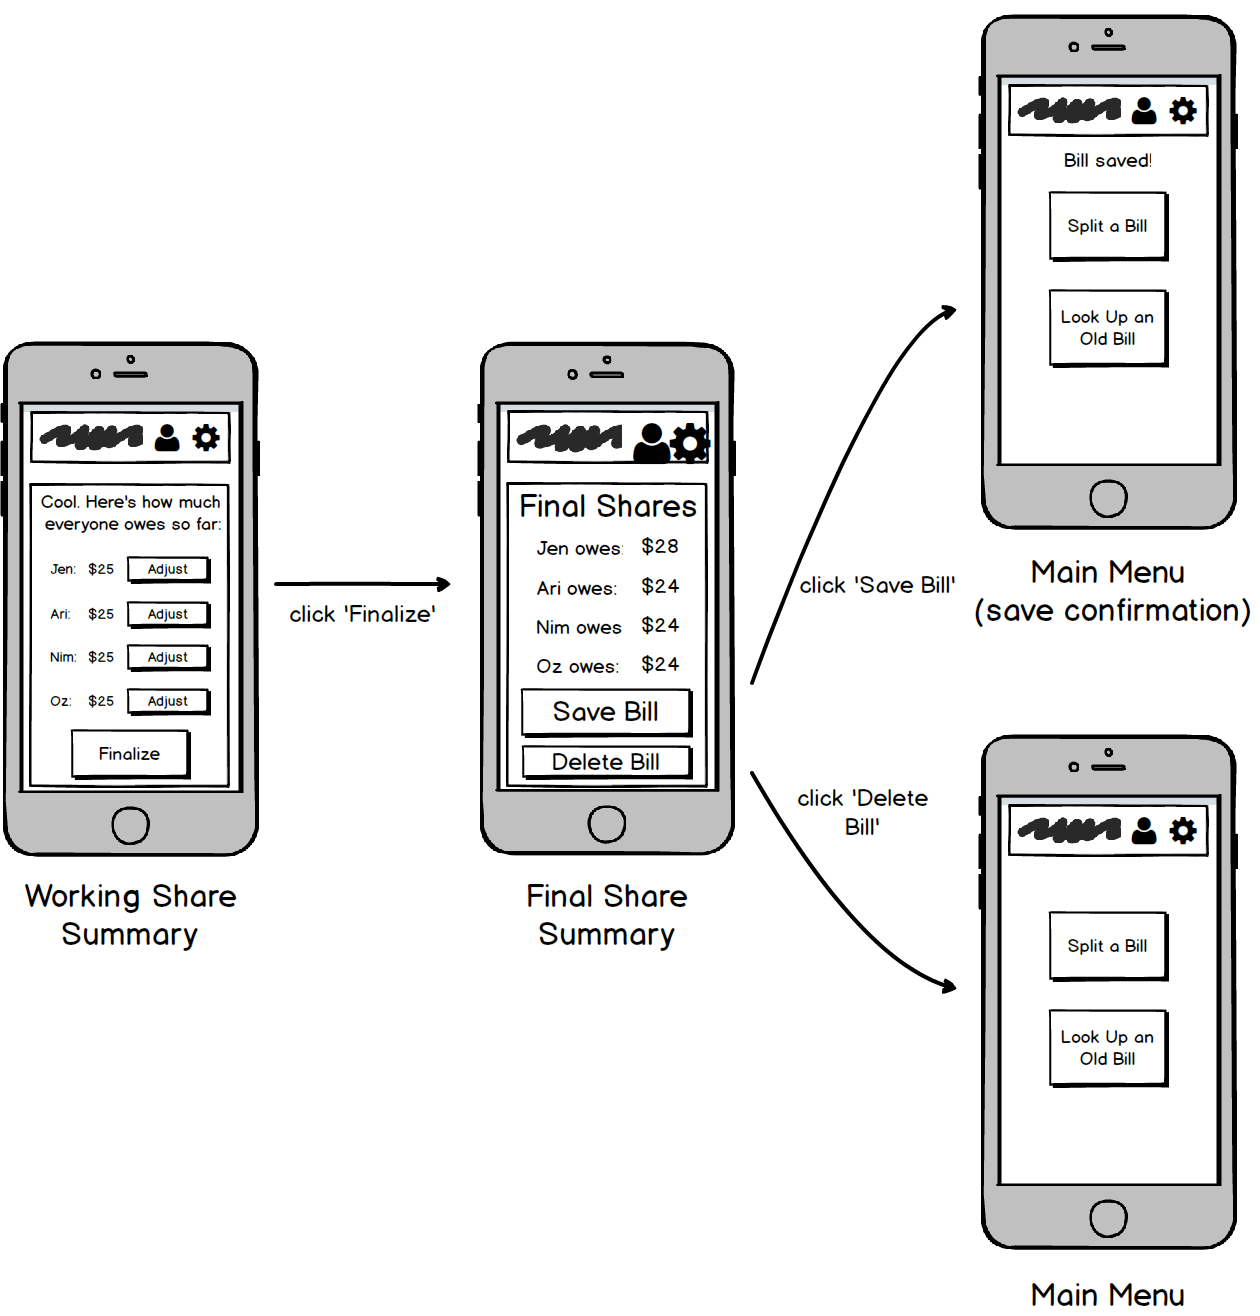 Cool. Here's how much
everyone owes so far:
Jen: $25 Adjust
Ari: $25 Adjust
Nim: $25 Adjust
Oz: $25 Adjust
Finalize
Working Share
Summary
click 'Finalize'
Final Shares
Jen owes: $28
Ari owes: $24
Nim owes $24
Oz owes: $24
Save Bill
Delete Bill
Final Share
Summary
click 'Save Bill'
click 'Delete
Bill'
Bill saved!
Split a Bill
Look Up an
Old Bill
Main Menu
(save confirmation)
Split a Bill
Look Up an
Old Bill
Main Menu